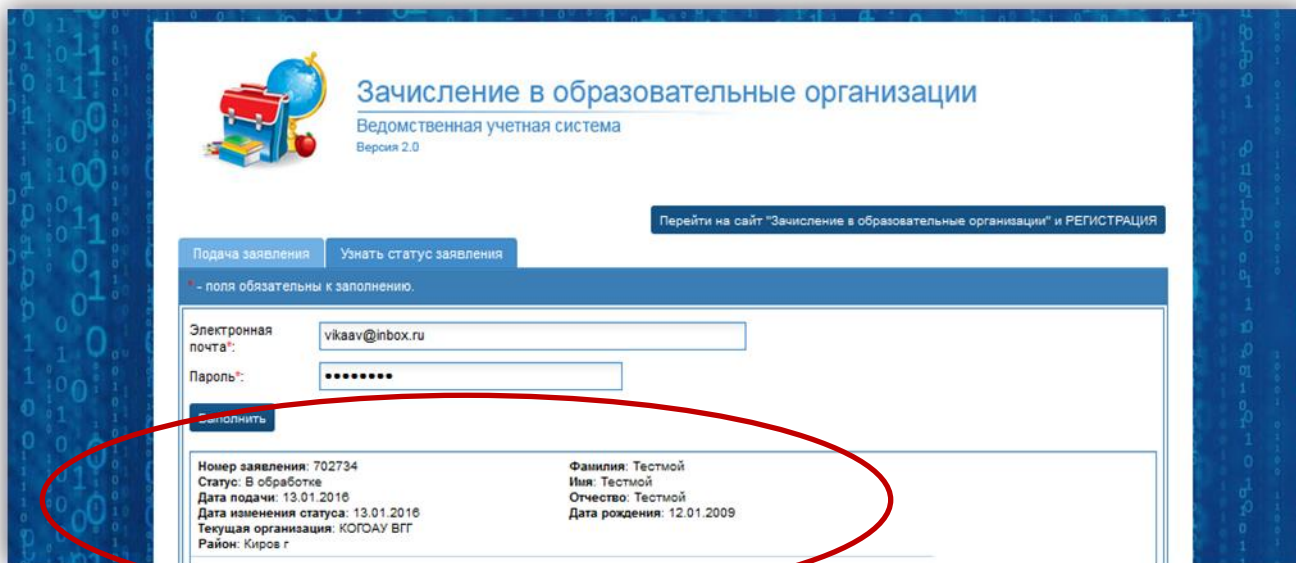 Зачисление в образовательные организации
Ведомственная учетная система
Версия 2.0
Перейти на сайт "Зачисление в образовательные организации" и РЕГИСТРАЦИЯ
Подача заявления
Узнать статус заявления
* - поля обязательны к заполнению.
Электронная
почта*:
vikaav@inbox.ru
Пароль*:
••••••••
Заполнить
Номер заявления: 702734
Статус: В обработке
Дата подачи: 13.01.2016
Дата изменения статуса: 13.01.2016
Текущая организация: КОГОАУ ВГГ
Район: Киров г
Фамилия: Тестмой
Имя: Тестмой
Отчество: Тестмой
Дата рождения: 12.01.2009